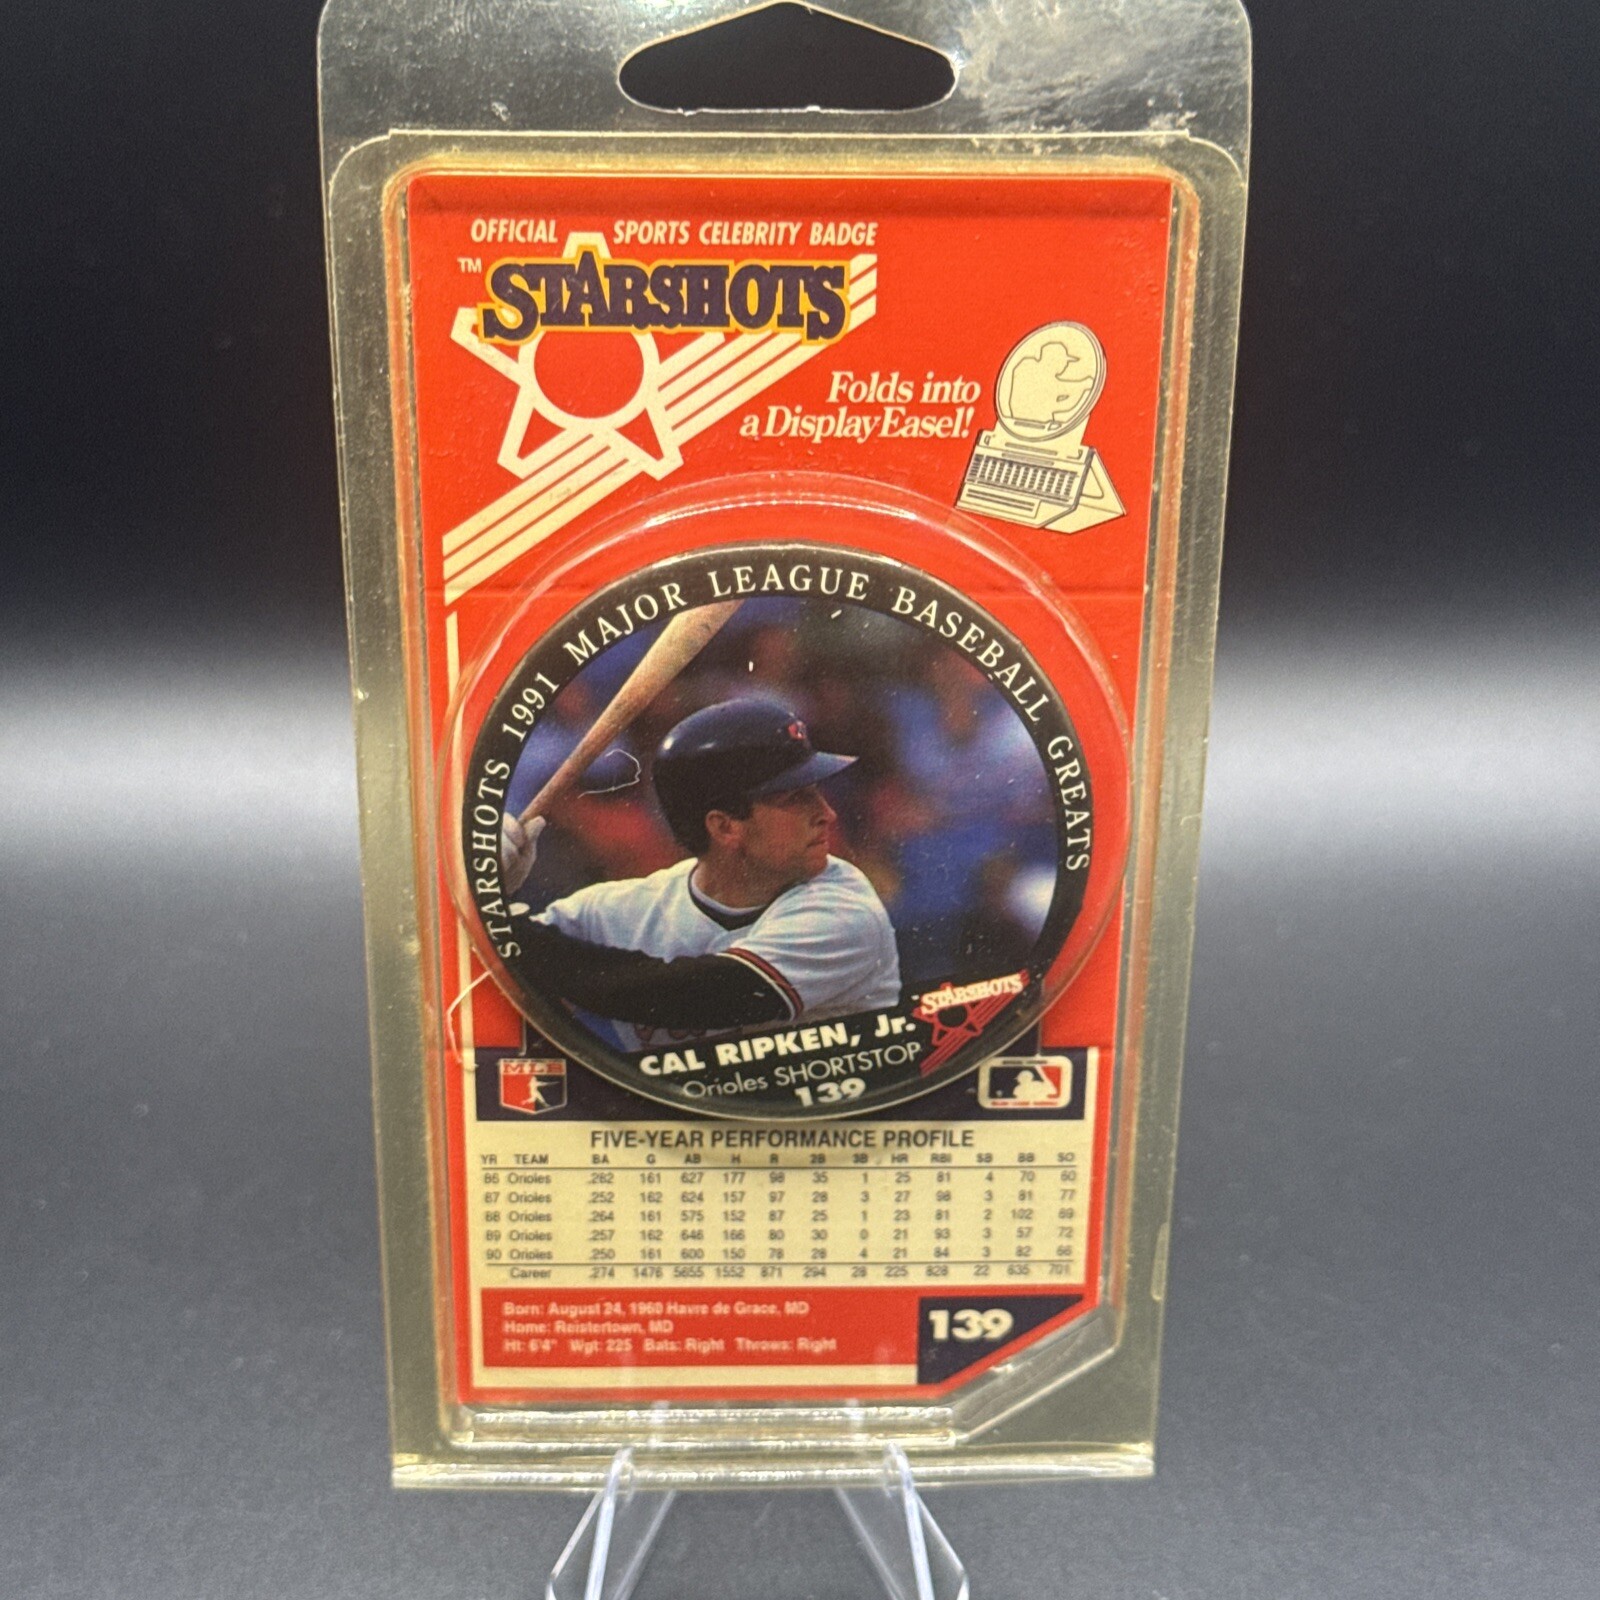 OFFICIAL SPORTS CELEBRITY BADGE
™ STARSHOTS
Folds into
a Display Easel!
STARSHOTS 1991 MAJOR LEAGUE BASEBALL GREATS
STARSHOTS
CAL RIPKEN, Jr.
Orioles SHORTSTOP
139
MLB
FIVE-YEAR PERFORMANCE PROFILE
YR TEAM BA G AB H R 2B 3B HR RBI SB BB SO
86 Orioles .282 161 627 177 98 35 1 25 81 4 70 60
87 Orioles .252 162 624 157 97 28 3 27 98 3 81 77
88 Orioles .264 161 575 152 87 25 1 23 81 2 102 69
89 Orioles .257 162 646 166 80 30 0 21 93 3 57 72
90 Orioles .250 161 600 150 78 28 4 21 84 3 82 66
Career .274 1476 5655 1552 871 294 28 225 828 22 635 701
Born: August 24, 1960 Havre de Grace, MD
Home: Reistertown, MD
Ht: 6'4" Wgt: 225 Bats: Right Throws: Right
139